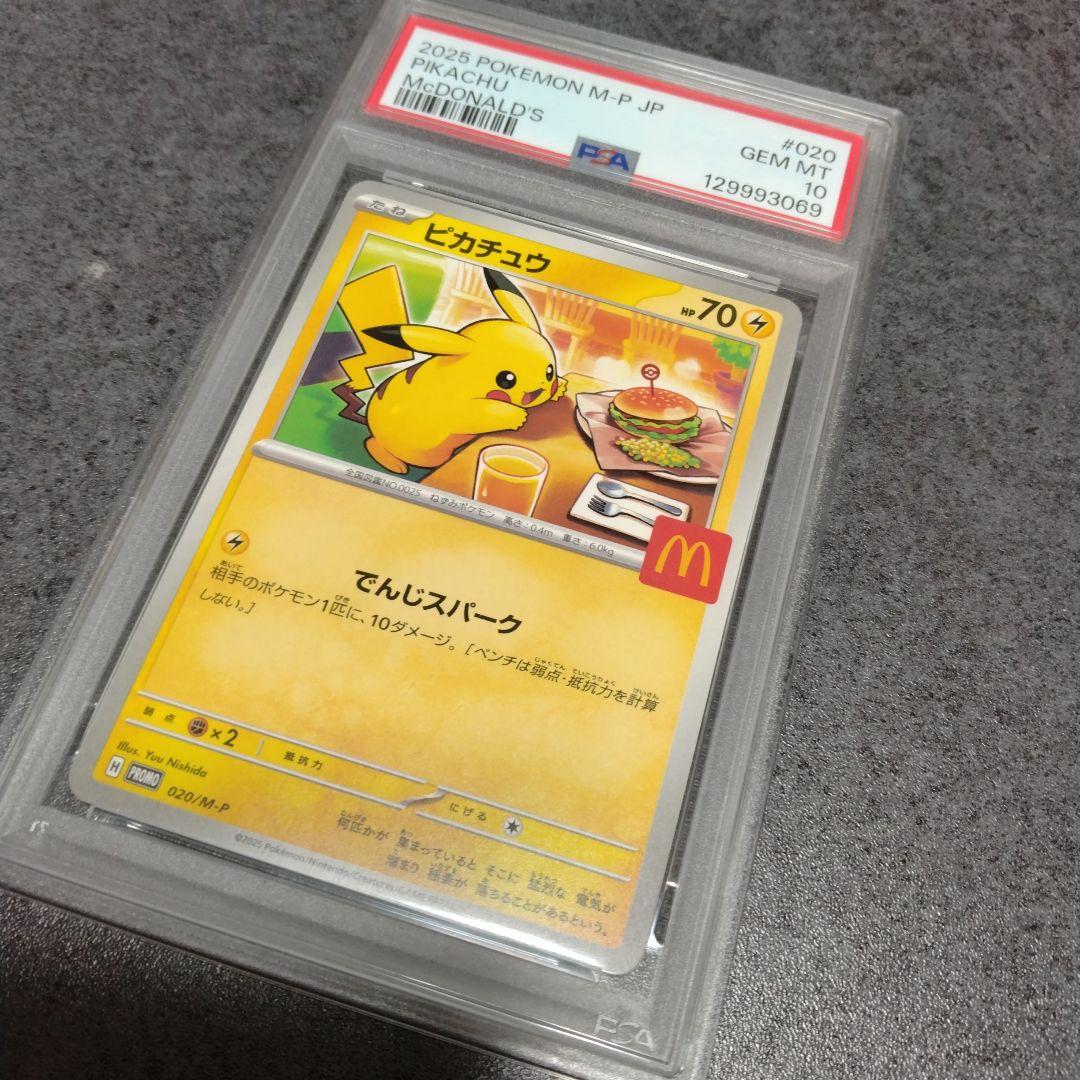 2025 POKEMON M-P JP
PIKACHU
McDONALD'S
#020
GEM MT
10
129993069
PSA
たね
ピカチュウ
HP70
全国図鑑NO.0025 ねずみポケモン 高さ:0.4m 重さ:6.0kg
でんじスパーク
相手のポケモン1匹に、10ダメージ。[ベンチは弱点・抵抗力を計算
しない。]
弱点 ×2 抵抗力
にげる
Illus. Yuu Nishida
H PROMO 020/M-P
何匹かが 集まっていると そこに 猛烈な 電気が
溜まり 稲妻が 落ちることがあるという。
©2025 Pokémon/Nintendo/Creatures/GAME
PSA